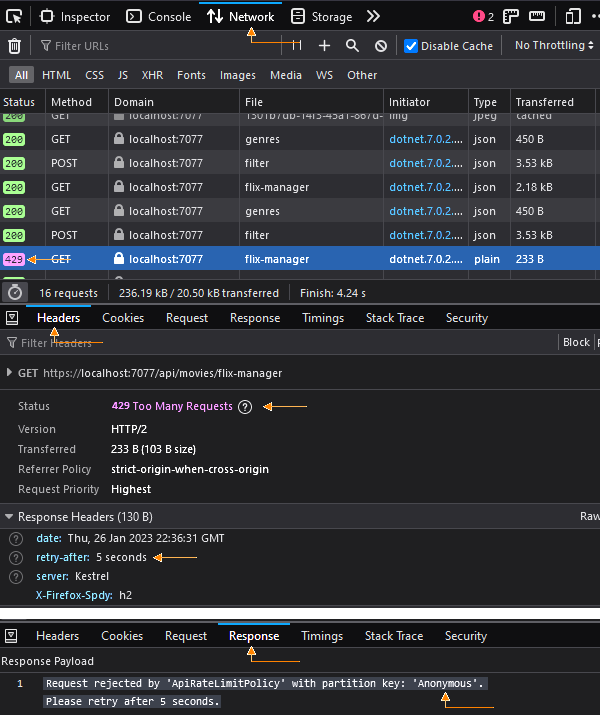 Inspector Console Network Storage 2
Filter URLs Disable Cache No Throttling
All HTML CSS JS XHR Fonts Images Media WS Other
Status Method Domain File Initiator Type Transferred
200 GET localhost:7077 img jpeg cached
200 GET localhost:7077 genres dotnet.7.0.2.... json 450 B
200 POST localhost:7077 filter dotnet.7.0.2.... json 3.53 kB
200 GET localhost:7077 flix-manager dotnet.7.0.2.... json 2.18 kB
200 GET localhost:7077 genres dotnet.7.0.2.... json 450 B
200 POST localhost:7077 filter dotnet.7.0.2.... json 3.53 kB
429 GET localhost:7077 flix-manager dotnet.7.0.2.... plain 233 B
16 requests 236.19 kB / 20.50 kB transferred Finish: 4.24 s
Headers Cookies Request Response Timings Stack Trace Security
Filter Headers Block
GET https://localhost:7077/api/movies/flix-manager
Status 429 Too Many Requests ?
Version HTTP/2
Transferred 233 B (103 B size)
Referrer Policy strict-origin-when-cross-origin
Request Priority Highest
Response Headers (130 B) Raw
? date: Thu, 26 Jan 2023 22:36:31 GMT
? retry-after: 5 seconds
? server: Kestrel
X-Firefox-Spdy: h2
Headers Cookies Request Response Timings Stack Trace Security
Response Payload
1 Request rejected by 'ApiRateLimitPolicy' with partition key: 'Anonymous'.
Please retry after 5 seconds.